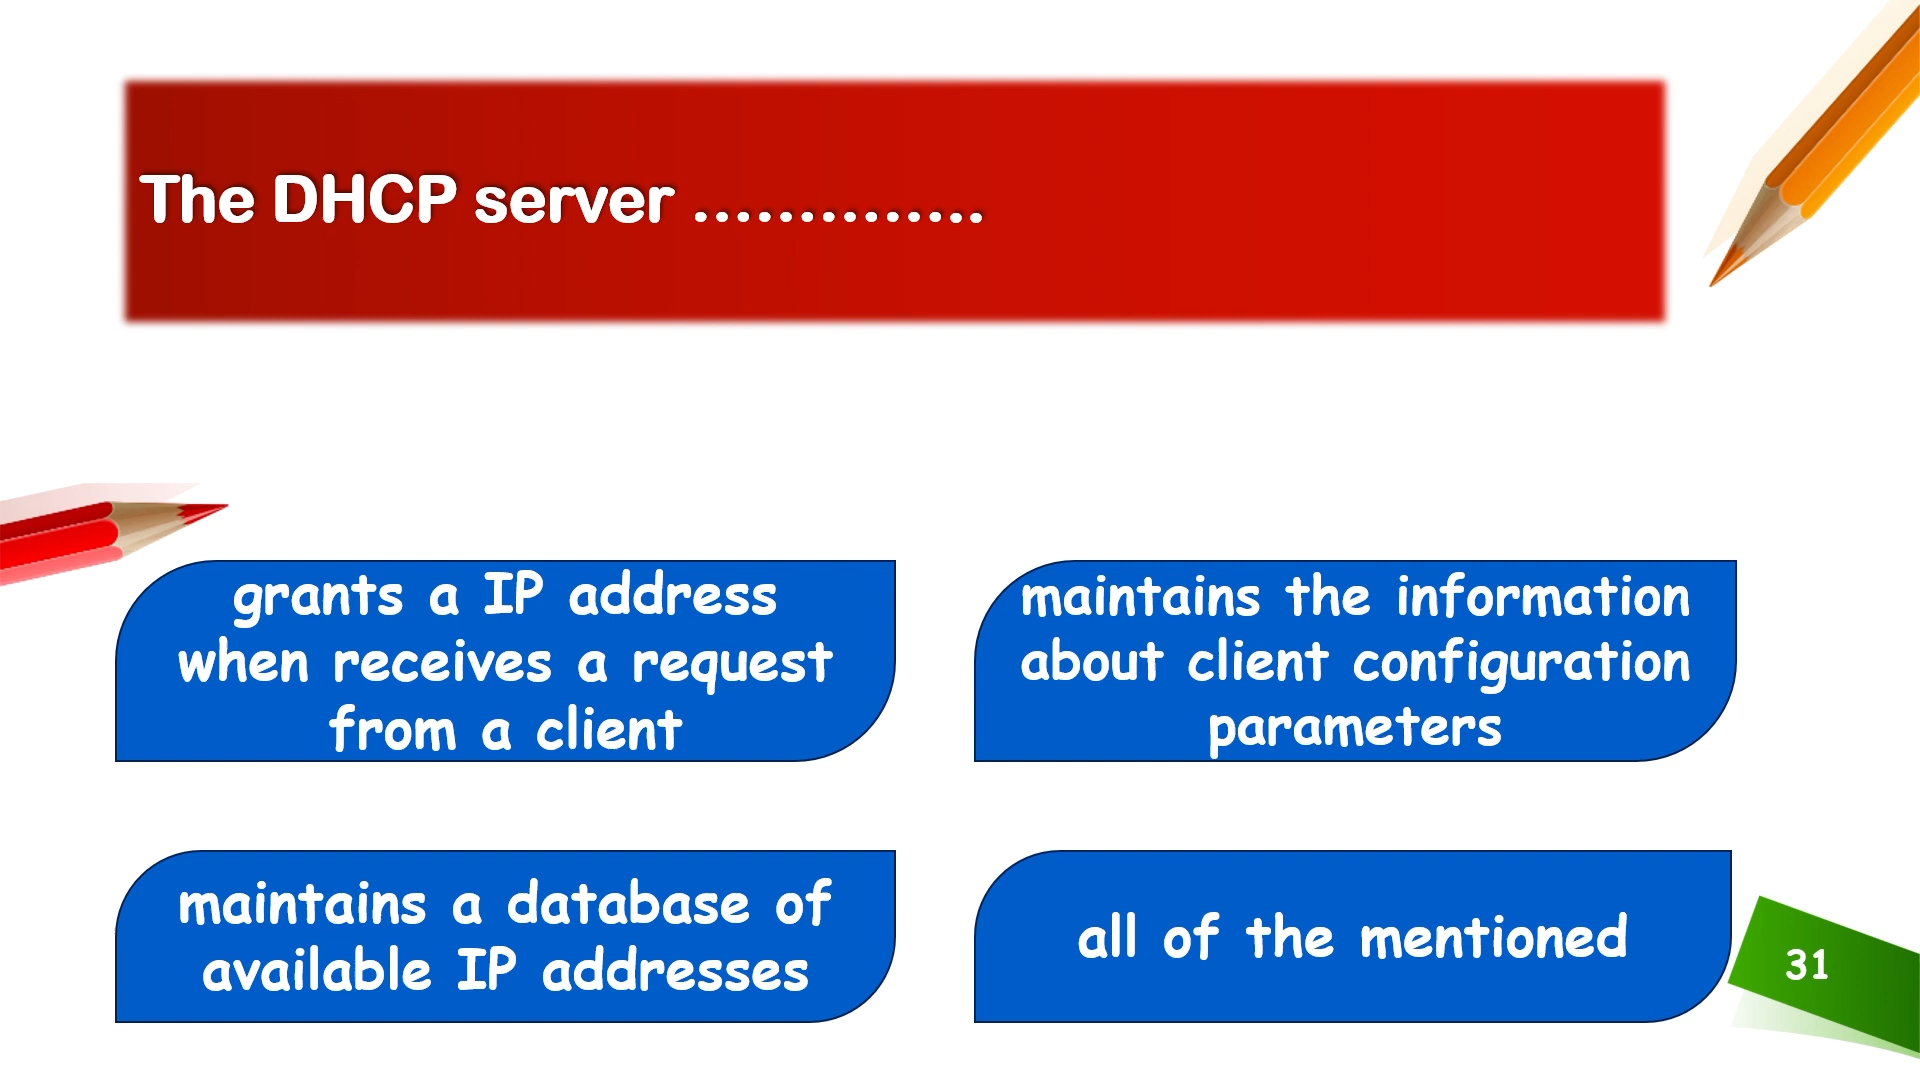 The DHCP server ..............
grants a IP address
when receives a request
from a client
maintains the information
about client configuration
parameters
maintains a database of
available IP addresses
all of the mentioned
31